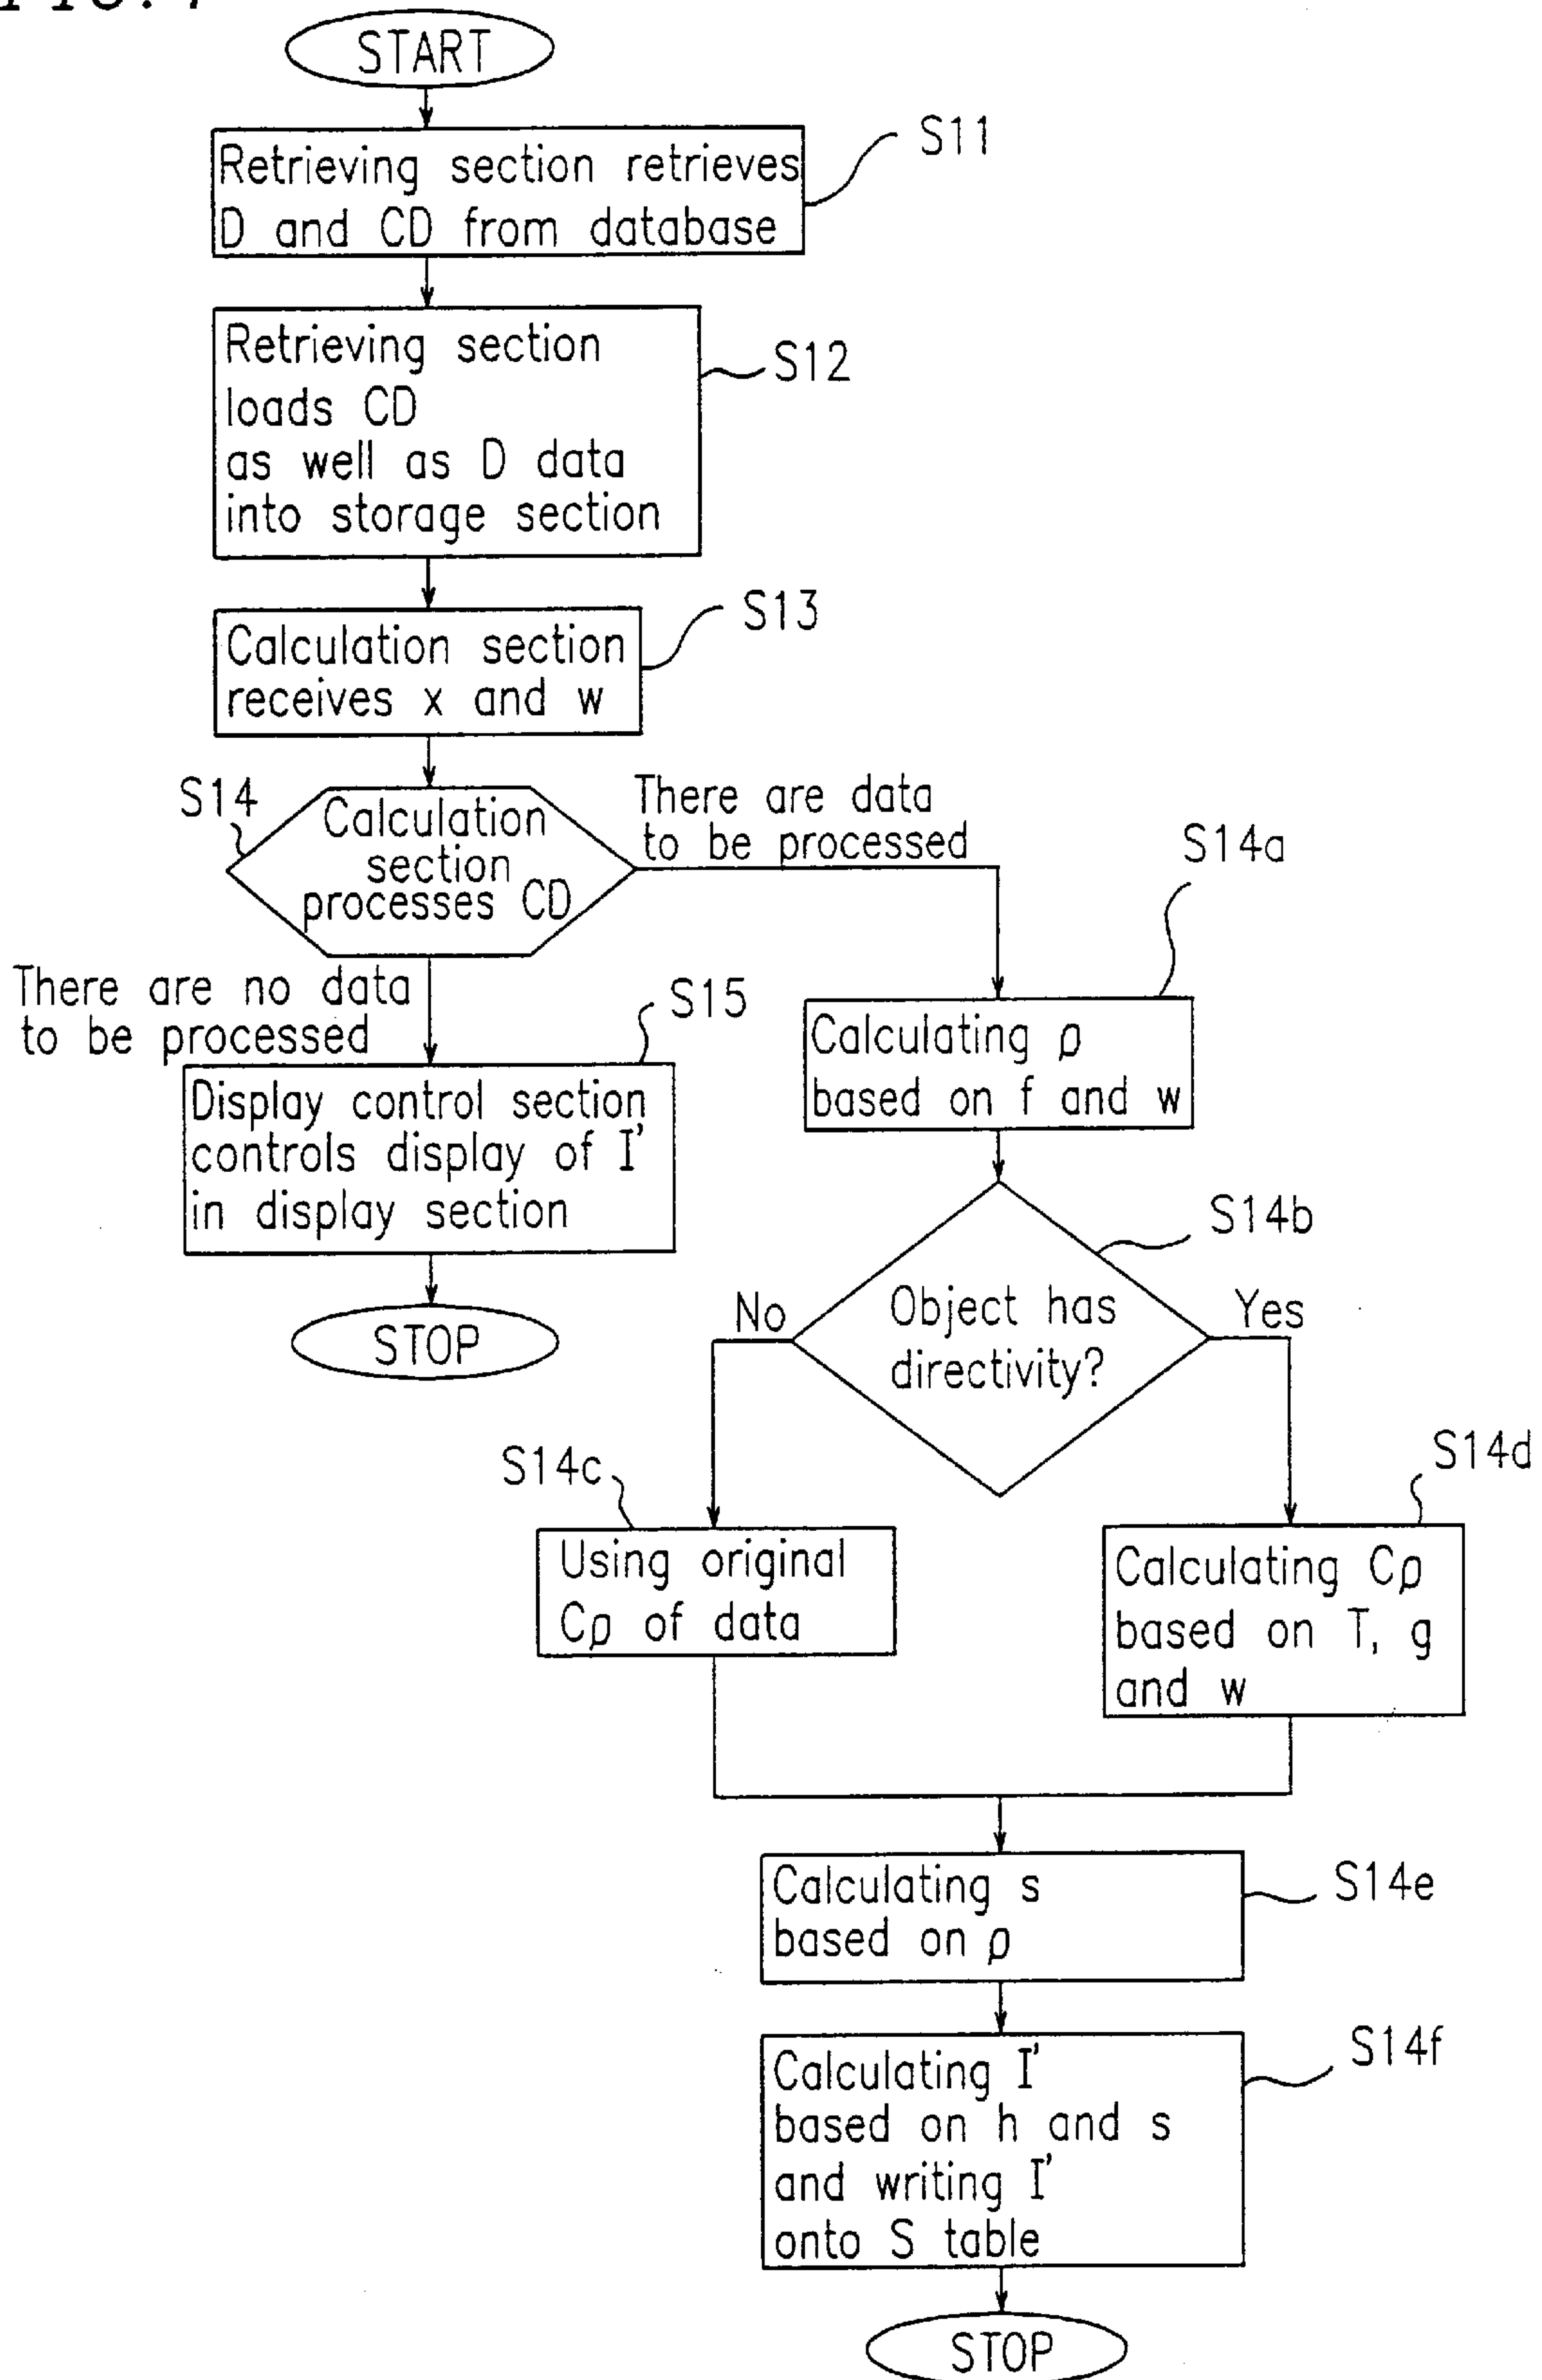 START
S11
Retrieving section retrieves
D and CD from database
Retrieving section
loads CD
as well as D data
into storage section
S12
S13
Calculation section
receives x and w
S14
Calculation
section
processes CD
There are data
to be processed
There are no data
to be processed
S15
Display control section
controls display of I'
in display section
STOP
S14a
Calculating ρ
based on f and w
S14b
Object has
directivity?
No
Yes
S14c
Using original
Cρ of data
S14d
Calculating Cρ
based on T, g
and w
Calculating s
based on ρ
S14e
S14f
Calculating I'
based on h and s
and writing I'
onto S table
STOP